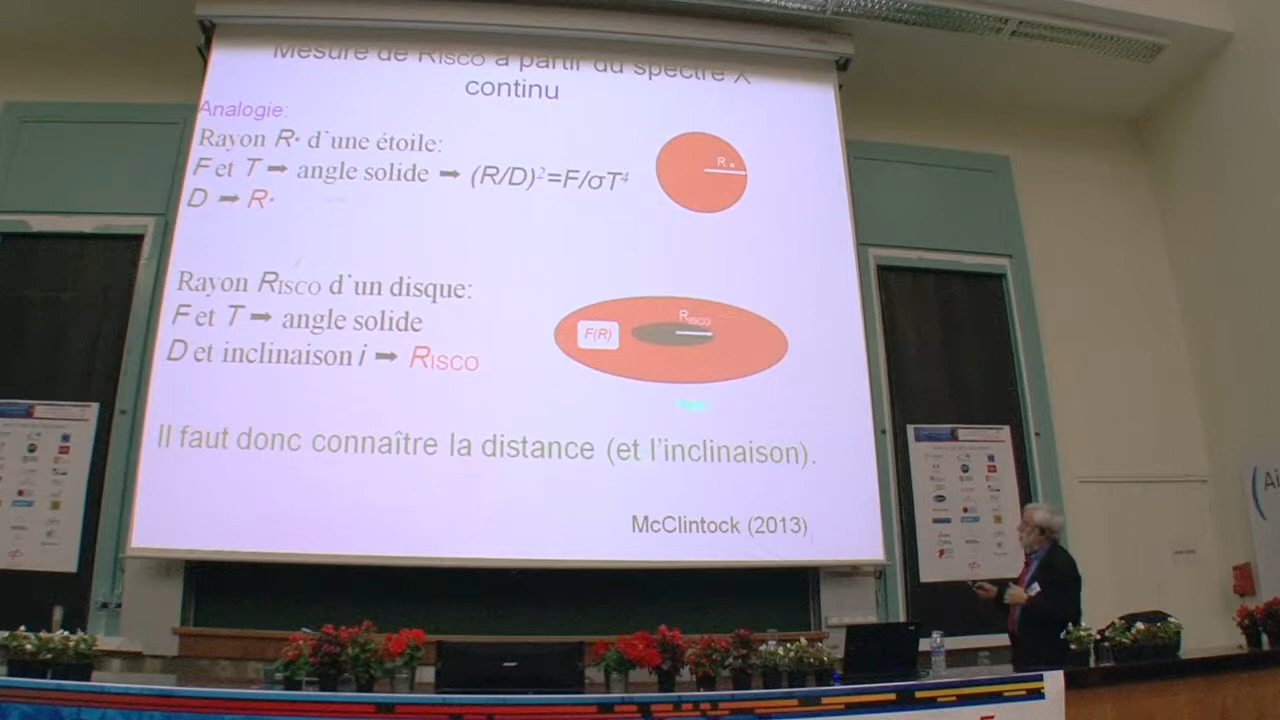 Mesure de RISCO à partir du spectre X
continu
Analogie:
Rayon R* d'une étoile:
F et T ➡ angle solide ➡ (R/D)²=F/σT⁴
D ➡ R*
R*
Rayon RISCO d'un disque:
F et T ➡ angle solide
D et inclinaison i ➡ RISCO
F(R)
RISCO
Il faut donc connaître la distance (et l'inclinaison).
McClintock (2013)
Ai